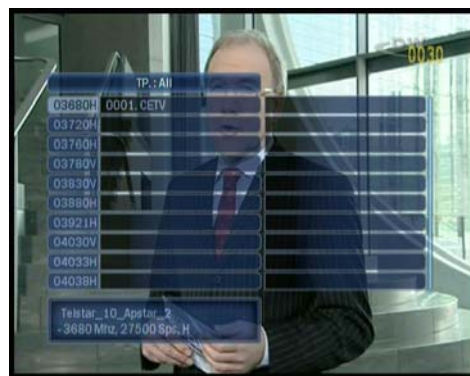 0030
TP. : All
03680H 0001. CETV
03720H
03760H
03780V
03830V
03880H
03921H
04030V
04033H
04038H
Telstar_10_Apstar_2
- 3680 Mhz, 27500 Sps, H